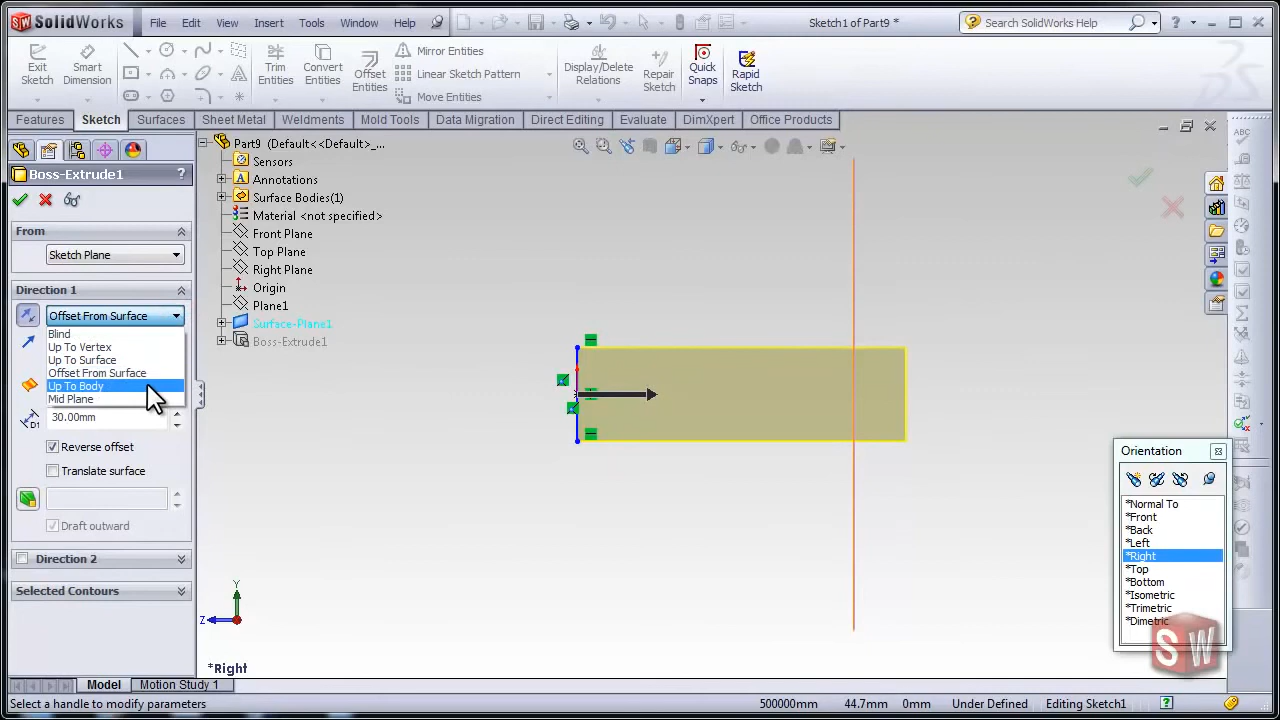 SolidWorks
File Edit View Insert Tools Window Help
Sketch1 of Part9 *
Search SolidWorks Help
Exit Sketch
Smart Dimension
Trim Entities
Convert Entities
Offset Entities
Mirror Entities
Linear Sketch Pattern
Move Entities
Display/Delete Relations
Repair Sketch
Quick Snaps
Rapid Sketch
Features Sketch Surfaces Sheet Metal Weldments Mold Tools Data Migration Direct Editing Evaluate DimXpert Office Products
Boss-Extrude1 ?
From
Sketch Plane
Direction 1
Offset From Surface
Blind
Up To Vertex
Up To Surface
Offset From Surface
Up To Body
Mid Plane
D1 30.00mm
Reverse offset
Translate surface
Draft outward
Direction 2
Selected Contours
Part9 (Default<<Default>_...
Sensors
Annotations
Surface Bodies(1)
Material <not specified>
Front Plane
Top Plane
Right Plane
Origin
Plane1
Surface-Plane1
Boss-Extrude1
Y
Z
*Right
ABC
Orientation
*Normal To
*Front
*Back
*Left
*Right
*Top
*Bottom
*Isometric
*Trimetric
*Dimetric
SW
Model Motion Study 1
Select a handle to modify parameters 500000mm 44.7mm 0mm Under Defined Editing Sketch1